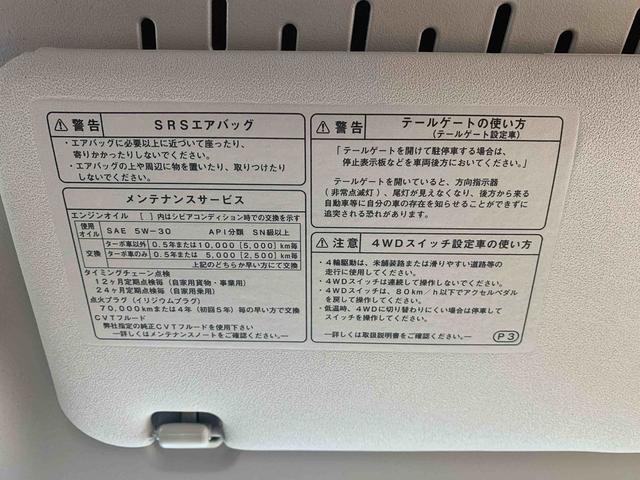 ⚠警告 SRSエアバッグ
・エアバッグに必要以上に近づいて座ったり、
寄りかかったりしないでください。
・エアバッグの上や周辺に物を置いたり、取りつけたり
しないでください。
メンテナンスサービス
エンジンオイル [ ]内はシビアコンディション時での交換を示す
使用オイル SAE 5W-30 API分類 SN級以上
交換 ターボ車以外 0.5年または10,000[5,000]km毎
ターボ車のみ 0.5年または 5,000[2,500]km毎
上記のどちらか早い方にて交換
タイミングチェーン点検
12ヶ月定期点検毎(自家用貨物・事業用)
24ヶ月定期点検毎(自家用)
点火プラグ(イリジウムプラグ)
70,000kmまたは4年(初回5年)毎の早い方で交換
CVTフルード
弊社指定の純正CVTフルードを使用下さい
―詳しくはメンテナンスノートをご覧ください。―
⚠警告 テールゲートの使い方
(テールゲート設定車)
「テールゲートを開けて駐停車する場合は、
停止表示板などを車両後方においてください。」
テールゲートを開いていると、方向指示器
(非常点滅灯)、尾灯が見えなくなり、後方から来る
自動車等に自分の車の存在を知らせることができずに
追突される恐れがあります。
⚠注意 4WDスイッチ設定車の使い方
・4輪駆動は、未舗装路または滑りやすい道路等の
走行に使用してください。
・4WDスイッチは連続して操作しないでください。
・4WDスイッチは、80km/h以下でアクセルペダル
を戻して操作してください。
・低温時、4WDに切り替わりにくい場合は停車して
スイッチを操作してください。
―詳しくは取扱説明書をご覧ください。― P3